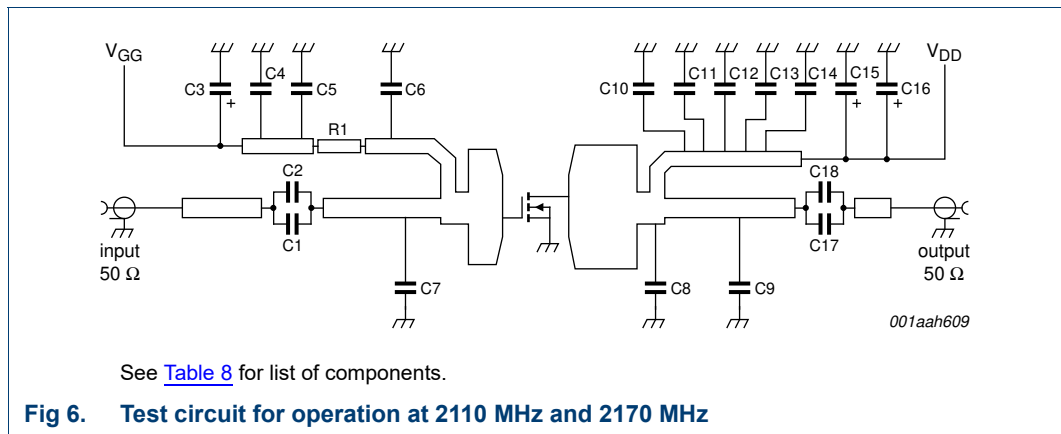 VGG
C3
+
C4
C5
R1
C6
C10
C11
C12
C13
C14
C15
+
C16
+
VDD
C2
C1
C18
C17
input
50 Ω
output
50 Ω
C7
C8
C9
001aah609
See Table 8 for list of components.
Fig 6. Test circuit for operation at 2110 MHz and 2170 MHz